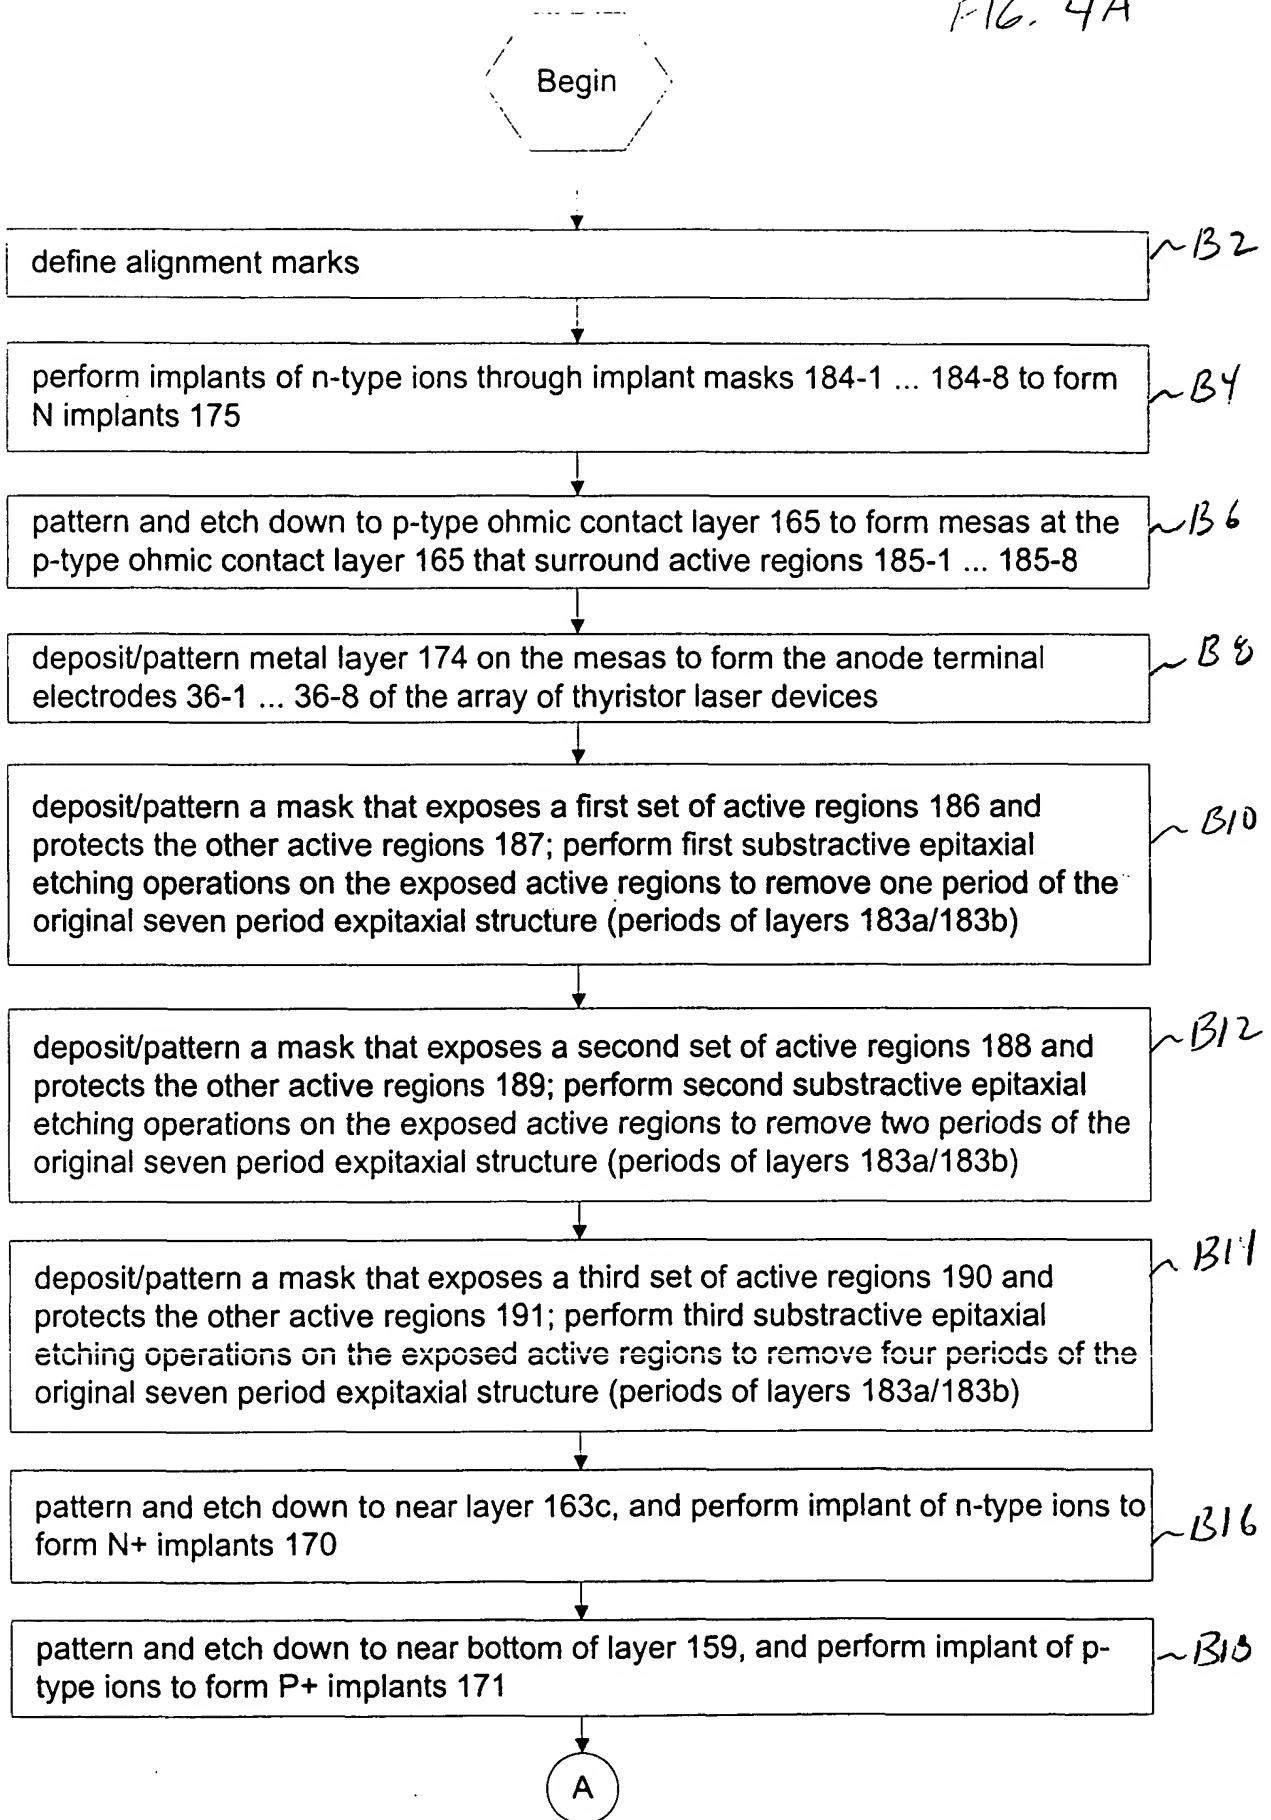 FIG. 4A
Begin
define alignment marks
B2
perform implants of n-type ions through implant masks 184-1 ... 184-8 to form
N implants 175
B4
pattern and etch down to p-type ohmic contact layer 165 to form mesas at the
p-type ohmic contact layer 165 that surround active regions 185-1 ... 185-8
B6
deposit/pattern metal layer 174 on the mesas to form the anode terminal
electrodes 36-1 ... 36-8 of the array of thyristor laser devices
B8
deposit/pattern a mask that exposes a first set of active regions 186 and
protects the other active regions 187; perform first substractive epitaxial
etching operations on the exposed active regions to remove one period of the
original seven period expitaxial structure (periods of layers 183a/183b)
B10
deposit/pattern a mask that exposes a second set of active regions 188 and
protects the other active regions 189; perform second substractive epitaxial
etching operations on the exposed active regions to remove two periods of the
original seven period expitaxial structure (periods of layers 183a/183b)
B12
deposit/pattern a mask that exposes a third set of active regions 190 and
protects the other active regions 191; perform third substractive epitaxial
etching operations on the exposed active regions to remove four periods of the
original seven period expitaxial structure (periods of layers 183a/183b)
B14
pattern and etch down to near layer 163c, and perform implant of n-type ions to
form N+ implants 170
B16
pattern and etch down to near bottom of layer 159, and perform implant of p-
type ions to form P+ implants 171
B18
A